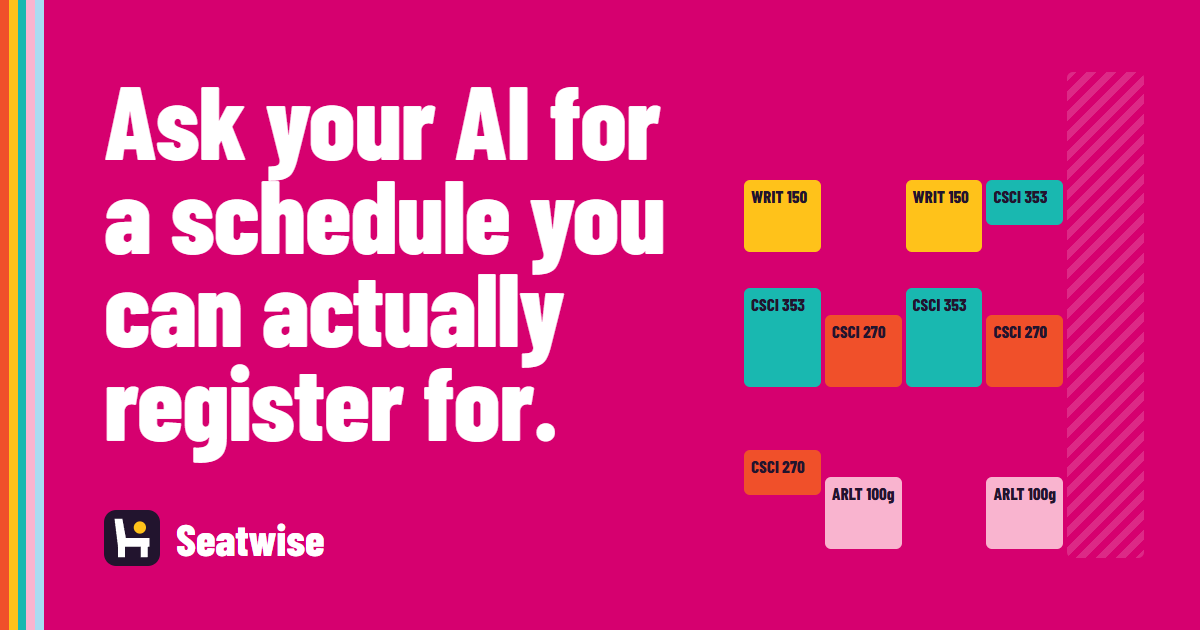 Ask your AI for
a schedule you
can actually
register for.
Seatwise
WRIT 150
WRIT 150
CSCI 353
CSCI 353
CSCI 270
CSCI 353
CSCI 270
CSCI 270
ARLT 100g
ARLT 100g